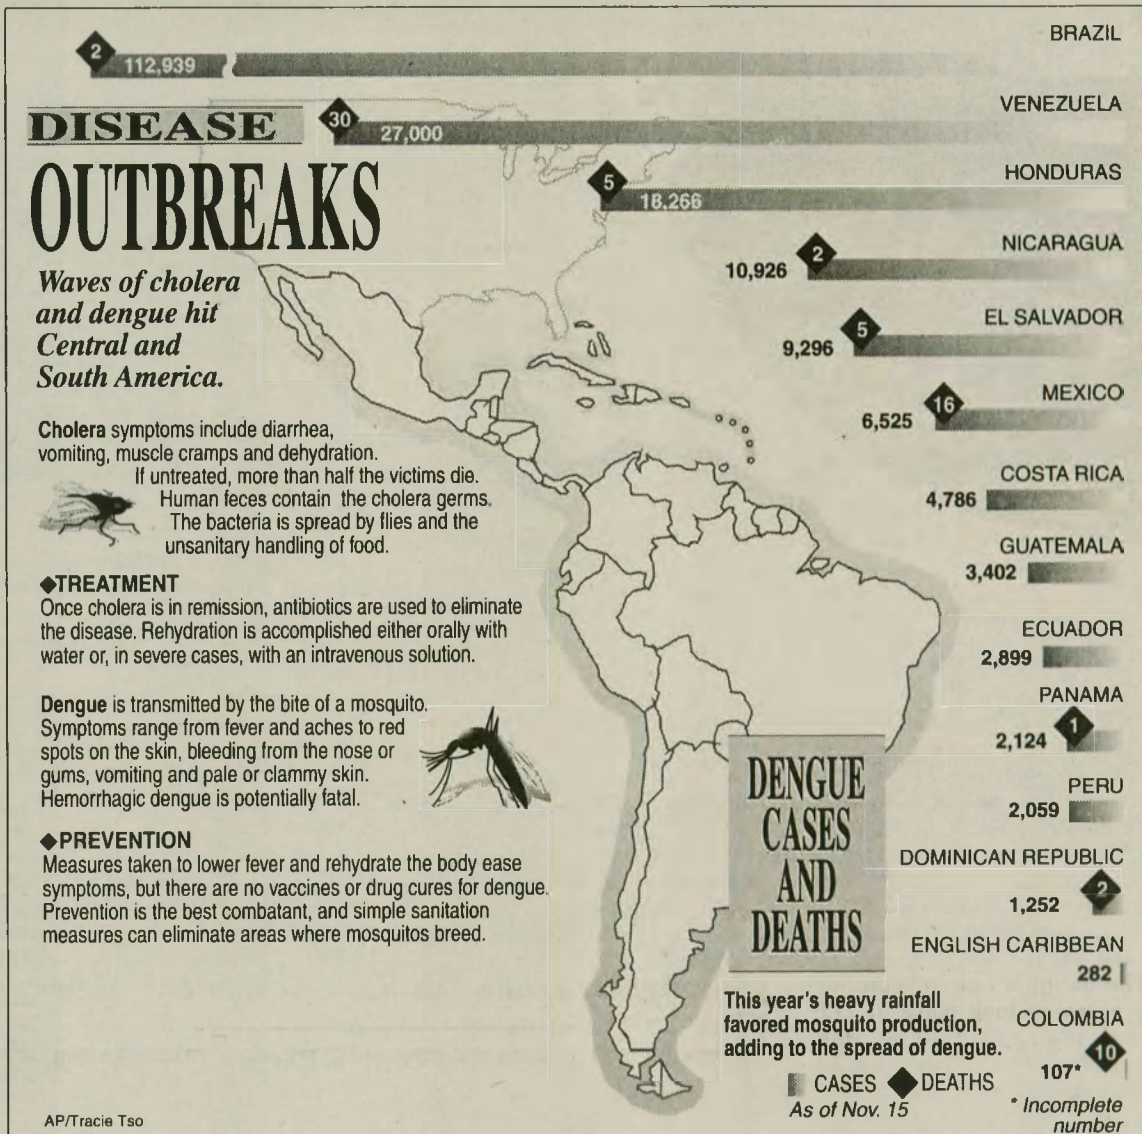 BRAZIL
2
112,939
VENEZUELA
30
27,000
HONDURAS
5
18,266
NICARAGUA
2
10,926
EL SALVADOR
5
9,296
MEXICO
16
6,525
COSTA RICA
4,786
GUATEMALA
3,402
ECUADOR
2,899
PANAMA
1
2,124
PERU
2,059
DOMINICAN REPUBLIC
2
1,252
ENGLISH CARIBBEAN
282
COLOMBIA
10
107*
* Incomplete
number
DISEASE
OUTBREAKS
Waves of cholera
and dengue hit
Central and
South America.
Cholera symptoms include diarrhea,
vomiting, muscle cramps and dehydration.
If untreated, more than half the victims die.
Human feces contain the cholera germs.
The bacteria is spread by flies and the
unsanitary handling of food.
◆TREATMENT
Once cholera is in remission, antibiotics are used to eliminate
the disease. Rehydration is accomplished either orally with
water or, in severe cases, with an intravenous solution.
Dengue is transmitted by the bite of a mosquito.
Symptoms range from fever and aches to red
spots on the skin, bleeding from the nose or
gums, vomiting and pale or clammy skin.
Hemorrhagic dengue is potentially fatal.
◆PREVENTION
Measures taken to lower fever and rehydrate the body ease
symptoms, but there are no vaccines or drug cures for dengue.
Prevention is the best combatant, and simple sanitation
measures can eliminate areas where mosquitos breed.
DENGUE
CASES
AND
DEATHS
This year's heavy rainfall
favored mosquito production,
adding to the spread of dengue.
CASES ◆DEATHS
As of Nov. 15
AP/Tracie Tso